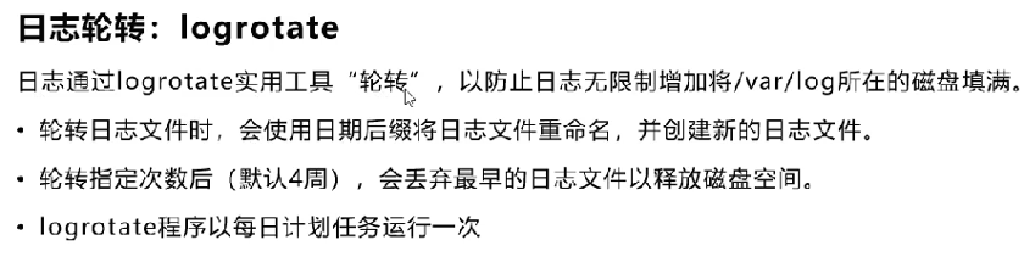 日志轮转：logrotate
日志通过logrotate实用工具“轮转”，以防止日志无限制增加将/var/log所在的磁盘填满。
• 轮转日志文件时，会使用日期后缀将日志文件重命名，并创建新的日志文件。
• 轮转指定次数后（默认4周），会丢弃最早的日志文件以释放磁盘空间。
• logrotate程序以每日计划任务运行一次